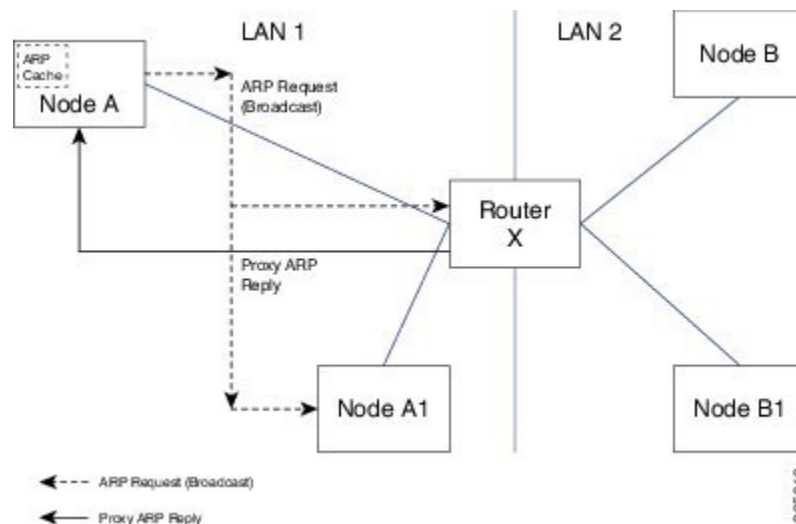 LAN 1
LAN 2
ARP
Cache
Node A
ARP Request
(Broadcast)
Node B
Router
X
Proxy ARP
Reply
Node A1
Node B1
ARP Request (Broadcast)
Proxy ARP Reply